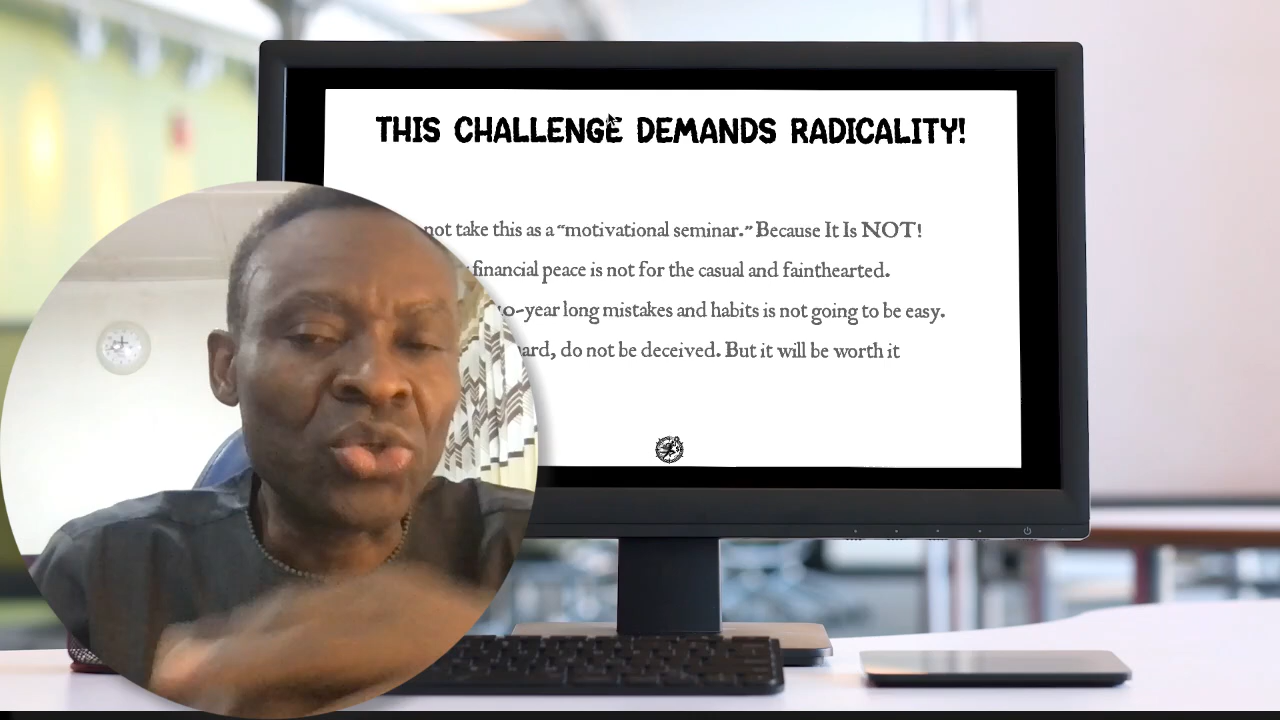 THIS CHALLENGE DEMANDS RADICALITY!
not take this as a “motivational seminar.” Because It Is NOT!
financial peace is not for the casual and fainthearted.
-year long mistakes and habits is not going to be easy.
do not be deceived. But it will be worth it